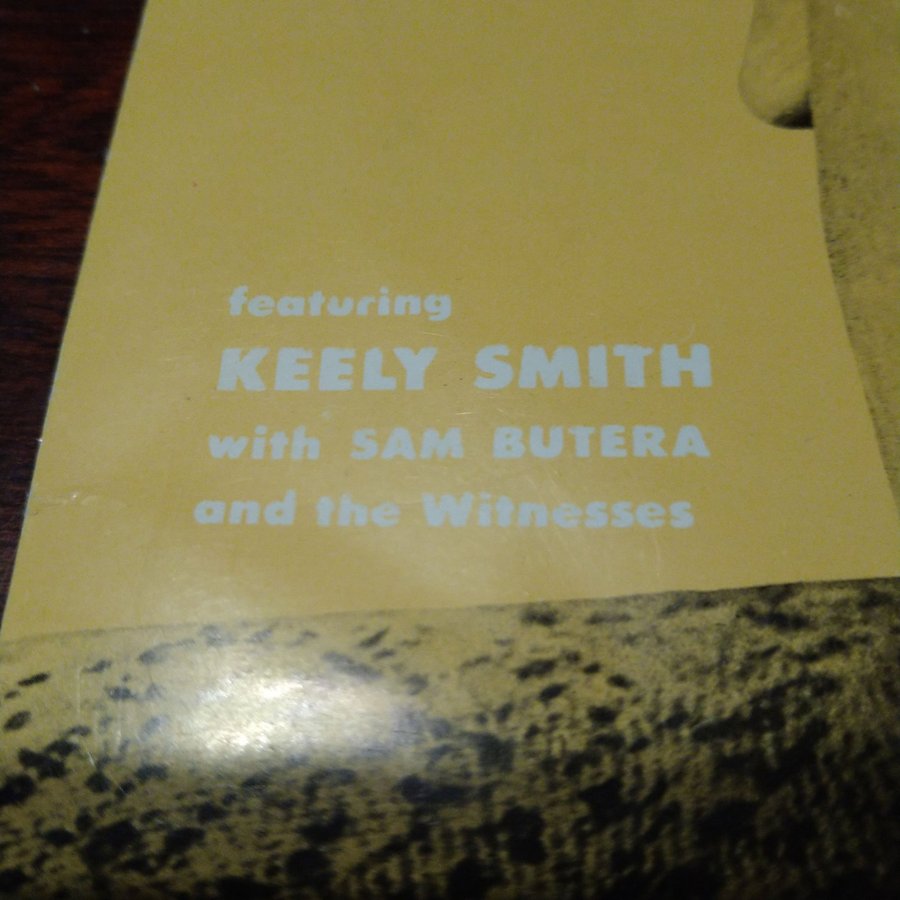 featuring
KEELY SMITH
with SAM BUTERA
and the Witnesses